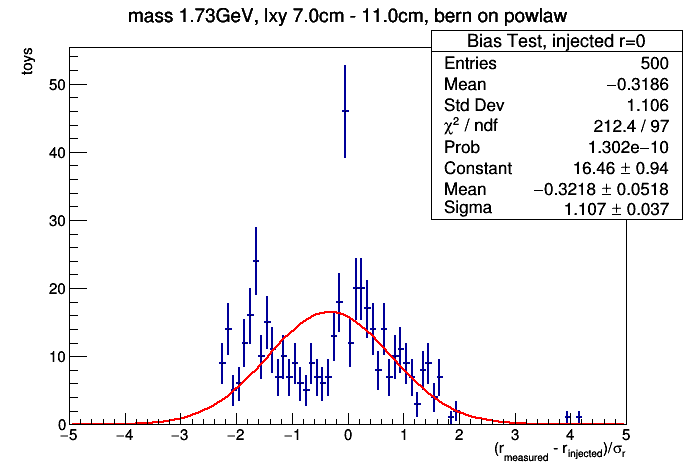 mass 1.73GeV, lxy 7.0cm - 11.0cm, bern on powlaw
toys
Bias Test, injected r=0
Entries 500
Mean −0.3186
Std Dev 1.106
χ² / ndf 212.4 / 97
Prob 1.302e−10
Constant 16.46 ± 0.94
Mean −0.3218 ± 0.0518
Sigma 1.107 ± 0.037
50
40
30
20
10
0
−5 −4 −3 −2 −1 0 1 2 3 4 5
(r_measured - r_injected)/σ_r